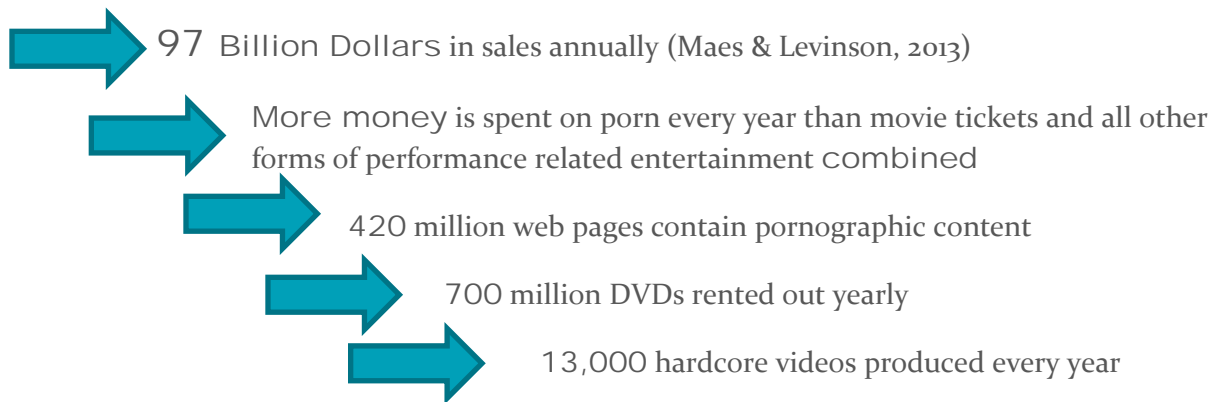 97 Billion Dollars in sales annually (Maes & Levinson, 2013)
More money is spent on porn every year than movie tickets and all other
forms of performance related entertainment combined
420 million web pages contain pornographic content
700 million DVDs rented out yearly
13,000 hardcore videos produced every year